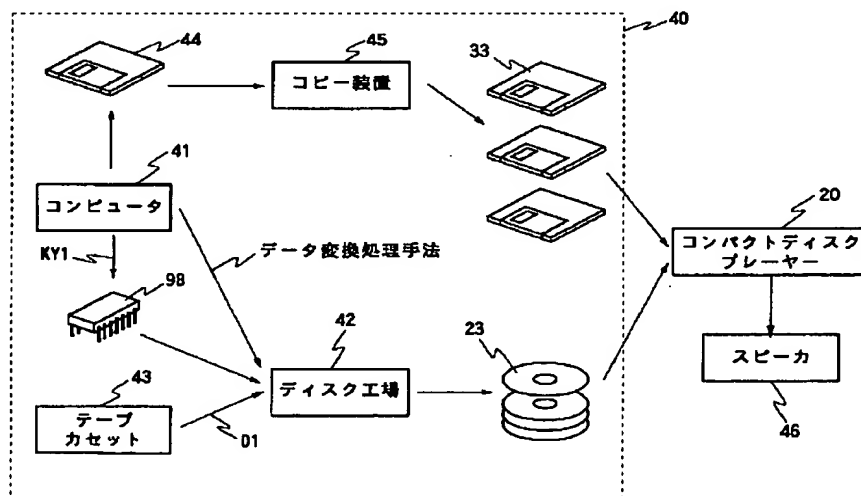 44
45
コピー装置
33
40
41
コンピュータ
KY1
データ変換処理手法
98
20
コンパクトディスク
プレーヤー
42
ディスク工場
23
スピーカ
46
43
テープ
カセット
D1